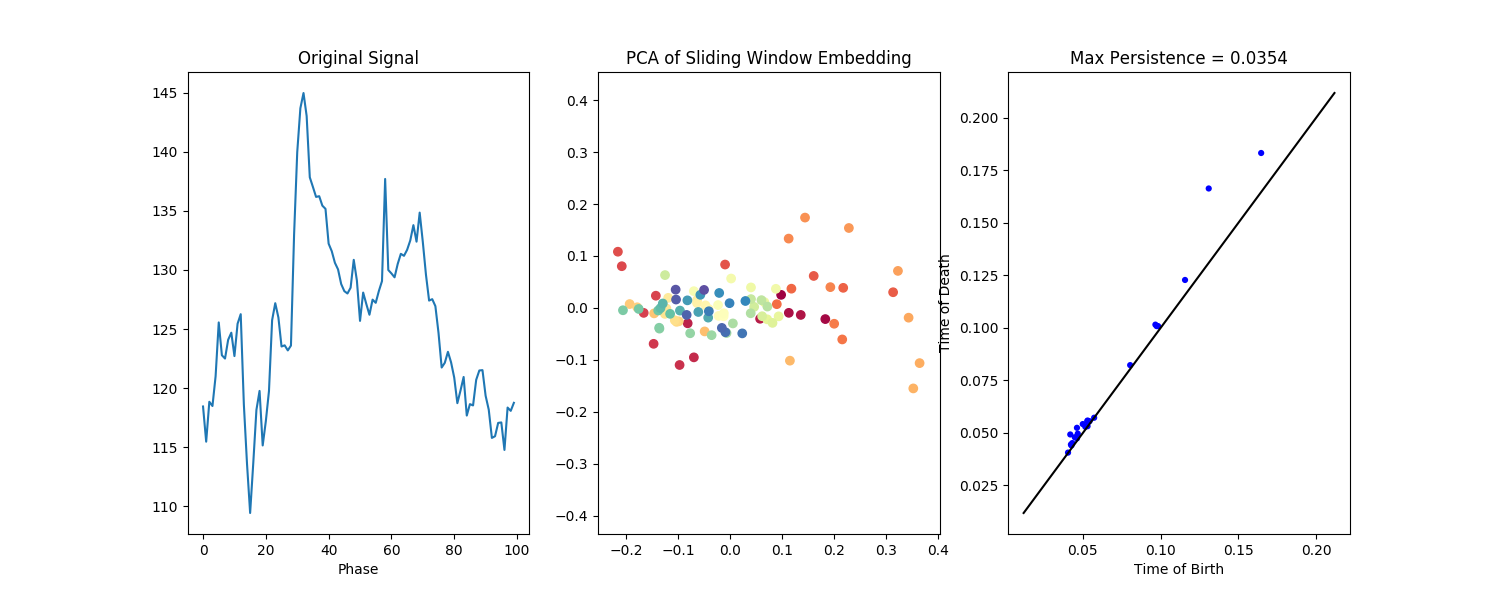 Original Signal
145
140
135
130
125
120
115
110
0 20 40 60 80 100
Phase
PCA of Sliding Window Embedding
0.4
0.3
0.2
0.1
0.0
−0.1
−0.2
−0.3
−0.4
−0.2 −0.1 0.0 0.1 0.2 0.3 0.4
Max Persistence = 0.0354
Time of Death
0.200
0.175
0.150
0.125
0.100
0.075
0.050
0.025
0.05 0.10 0.15 0.20
Time of Birth